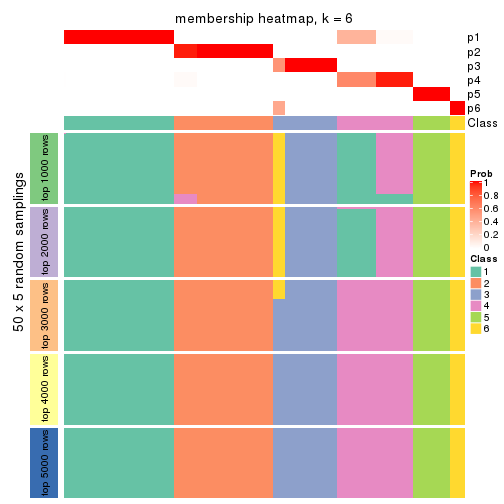 membership heatmap, k = 6
p1
p2
p3
p4
p5
p6
Class
50 x 5 random samplings
top 1000 rows
top 2000 rows
top 3000 rows
top 4000 rows
top 5000 rows
Prob
1
0.8
0.6
0.4
0.2
0
Class
1
2
3
4
5
6